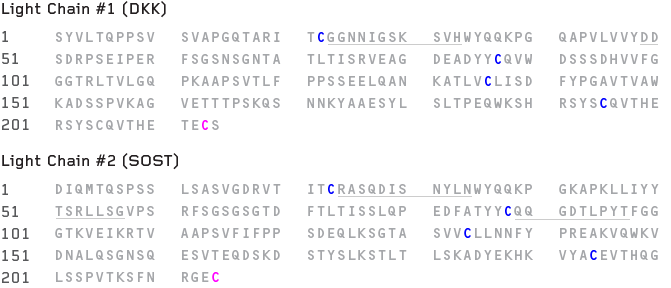 Light Chain #1 (DKK)
1 SYVLTQPPSV SVAPGQTARI TCGGNNIGSK SVHWYQQKPG QAPVLVVYDD
51 SDRPSEIPER FSGSNSGNTA TLTISRVEAG DEADYYCQVW DSSSDHVVFG
101 GGTRLTVLGQ PKAAPSVTLF PPSSEELQAN KATLVCLISD FYPGAVTVAW
151 KADSSPVKAG VETTTPSKQS NNKYAAESYL SLTPEQWKSH RSYSCQVTHE
201 RSYSCQVTHE TECS
Light Chain #2 (SOST)
1 DIQMTQSPSS LSASVGDRVT ITCRASQDIS NYLNWYQQKP GKAPKLLIYY
51 TSRLLSGVPS RFSGSGSGTD FTLTISSLQP EDFATYYCQQ GDTLPYTFGG
101 GTKVEIKRTV AAPSVFIFPP SDEQLKSGTA SVVCLLNNFY PREAKVQWKV
151 DNALQSGNSQ ESVTEQDSKD STYSLKSTLT LSKADYEKHK VYACEVTHQG
201 LSSPVTKSFN RGEC